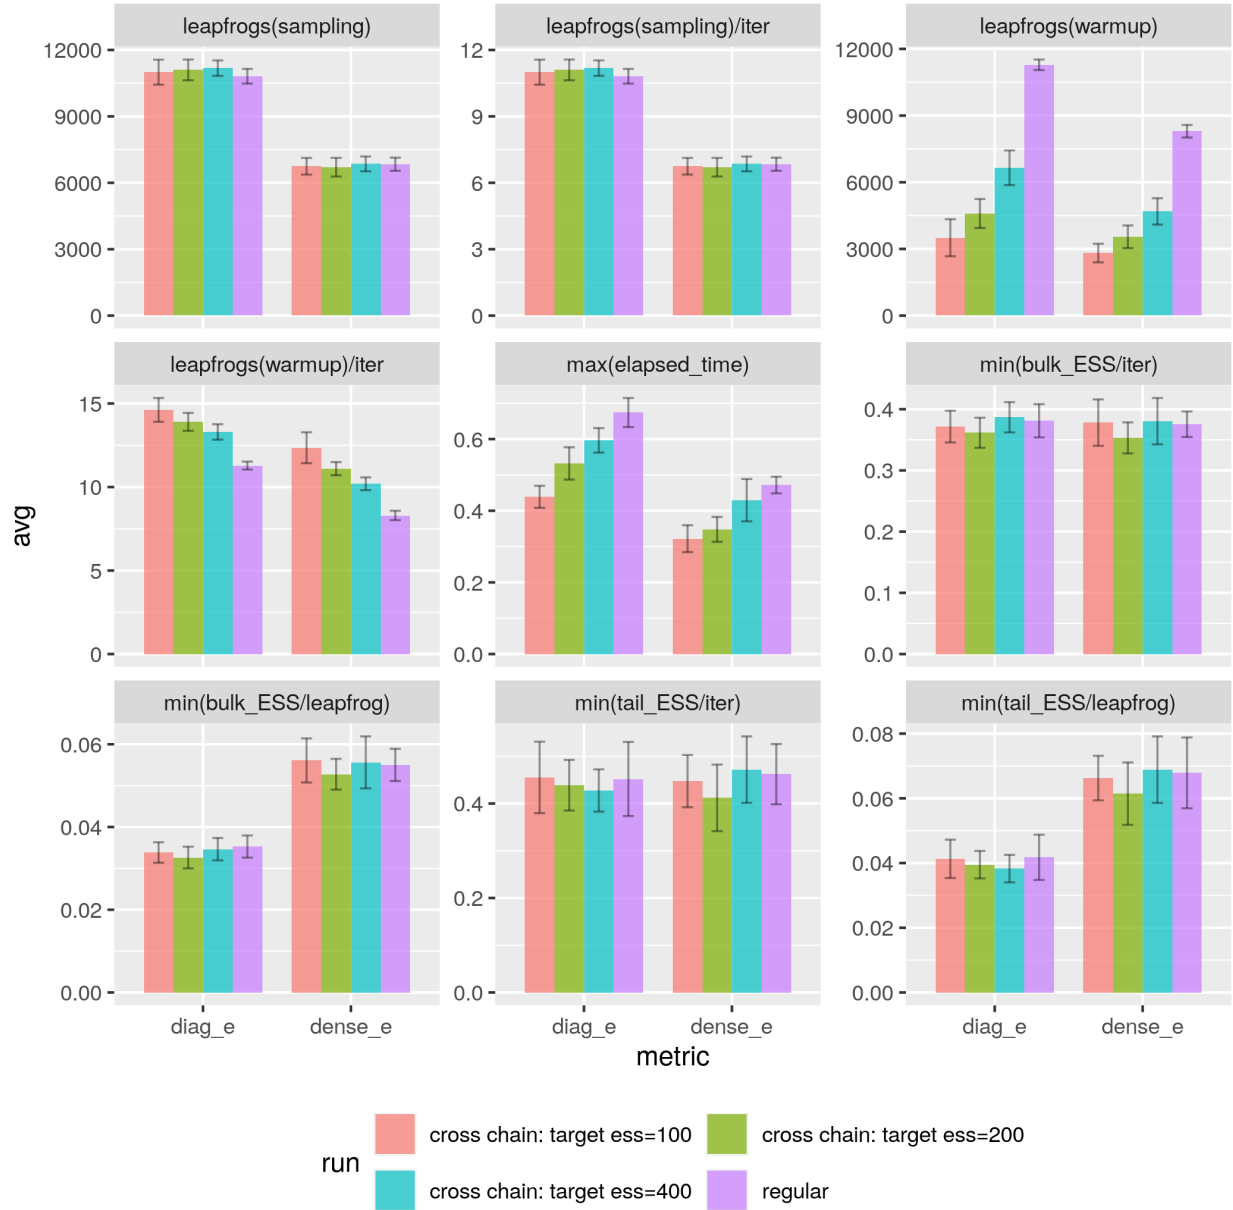 leapfrogs(sampling)
leapfrogs(sampling)/iter
leapfrogs(warmup)
12000
9000
6000
3000
0
12
9
6
3
0
12000
9000
6000
3000
0
leapfrogs(warmup)/iter
max(elapsed_time)
min(bulk_ESS/iter)
15
10
5
0
0.6
0.4
0.2
0.0
0.4
0.3
0.2
0.1
0.0
avg
min(bulk_ESS/leapfrog)
min(tail_ESS/iter)
min(tail_ESS/leapfrog)
0.06
0.04
0.02
0.00
0.4
0.2
0.0
0.08
0.06
0.04
0.02
0.00
diag_e dense_e
diag_e dense_e
diag_e dense_e
metric
run
cross chain: target ess=100
cross chain: target ess=200
cross chain: target ess=400
regular